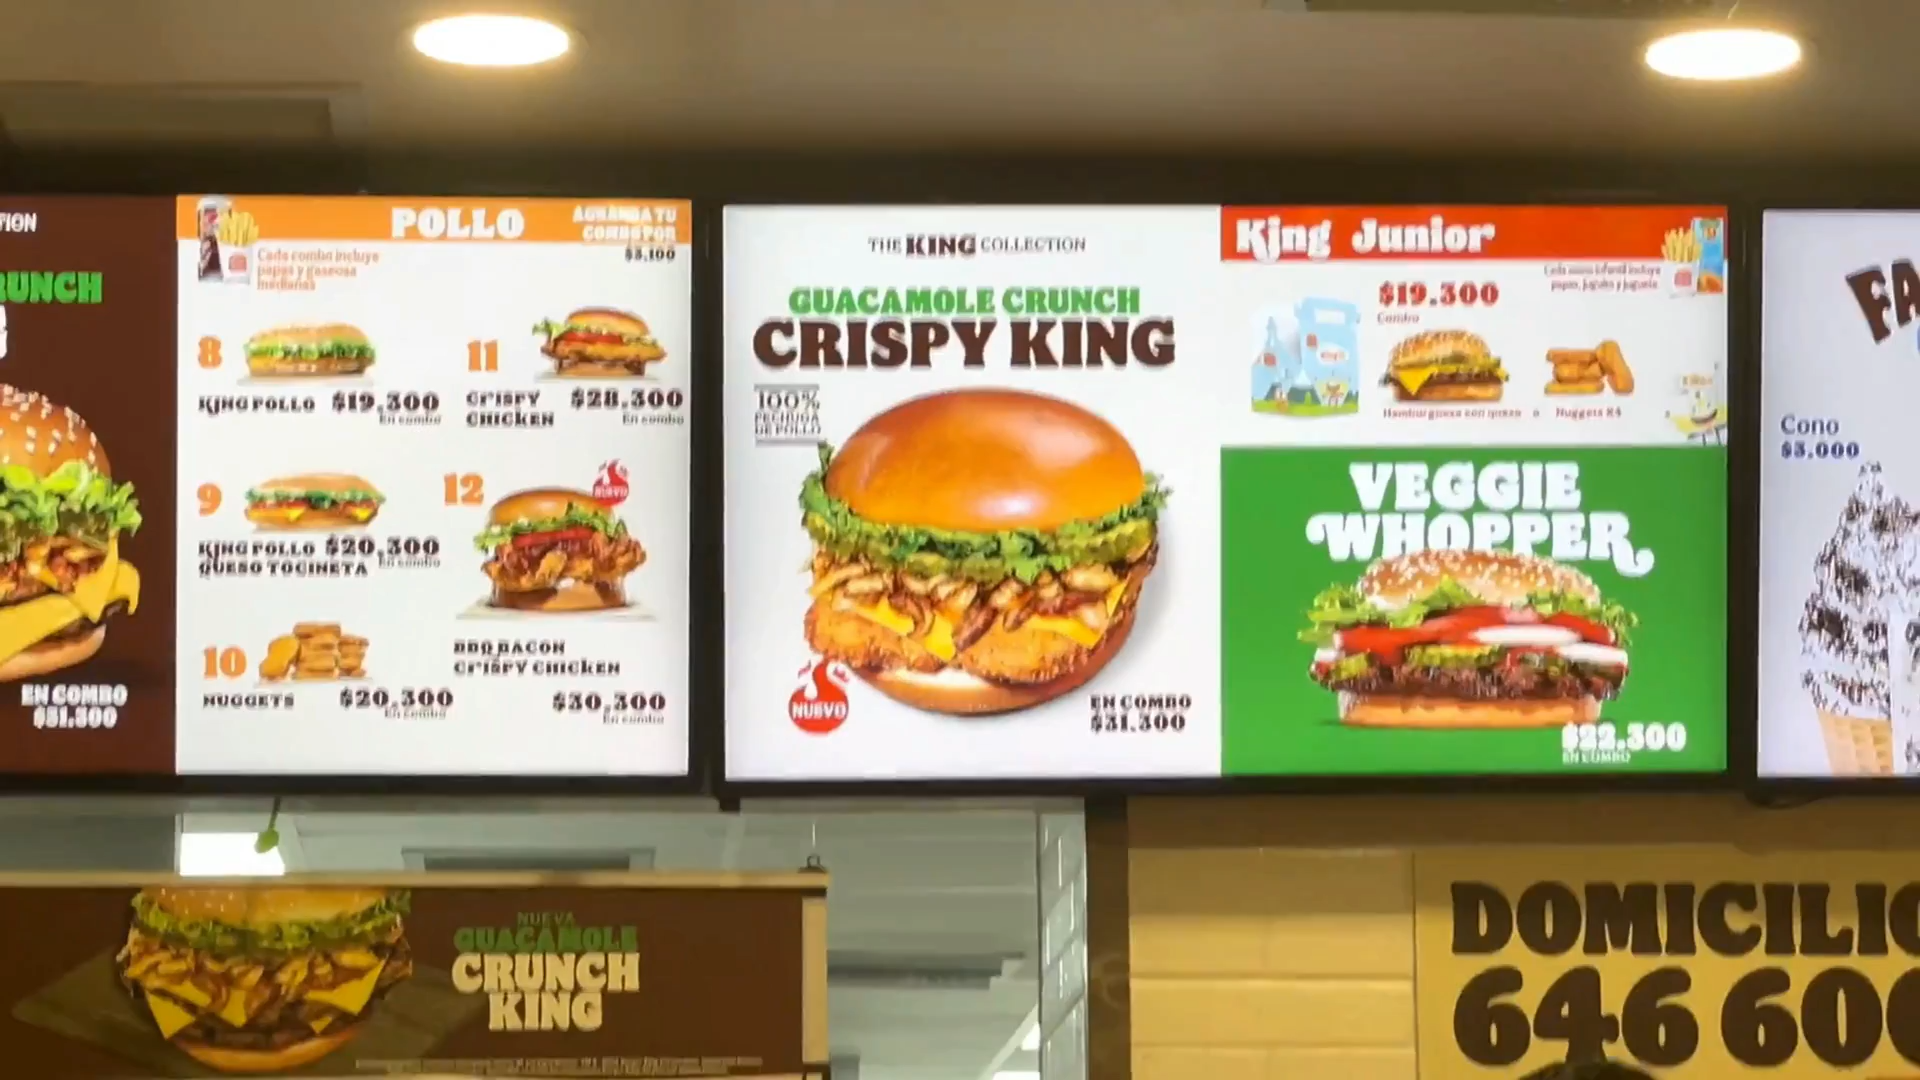 TION
RUNCH
EN COMBO
$31.300
POLLO
AGRANDA TU
COMBO POR
$3.100
Cada combo incluye
papas y gaseosa
medianas
8
KING POLLO $19.300
En combo
11
CRISPY
CHICKEN
$28.300
En combo
9
KING POLLO
QUESO TOCINETA
$20.300
En combo
12
NUEVO
BBQ BACON
CRISPY CHICKEN
$30.300
En combo
10
NUGGETS $20.300
En combo
THE KING COLLECTION
GUACAMOLE CRUNCH
CRISPY KING
100%
PECHUGA
DE POLLO
NUEVO
EN COMBO
$31.300
King Junior
$19.300
Combo
Hamburguesa con queso o Nuggets X4
VEGGIE
WHOPPER
$22.300
EN COMBO
FA
Cono
$3.000
NUEVA
GUACAMOLE
CRUNCH
KING
DOMICILIO
646 600